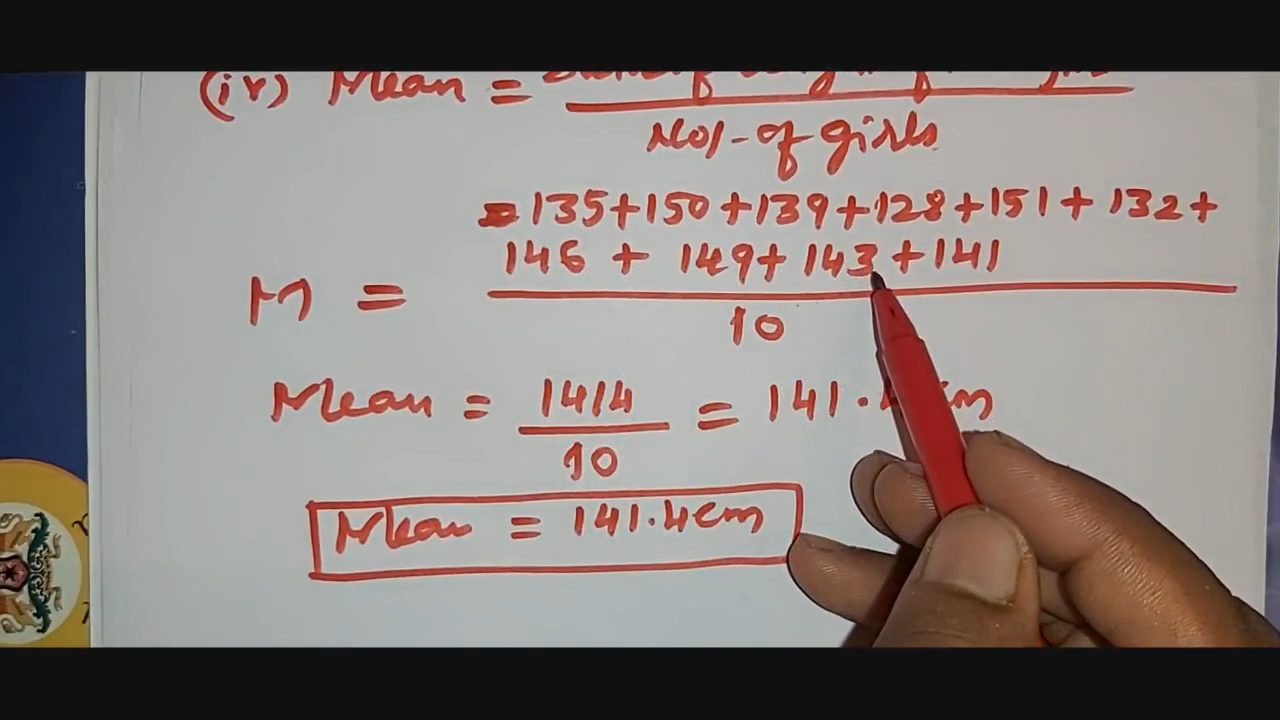 (iv) Mean =
No/- of girls
= 135+150+139+128+151+132+
146 + 149+ 143+141
M =
10
Mean = 1414 = 141. cm
10
Mean = 141.4cm